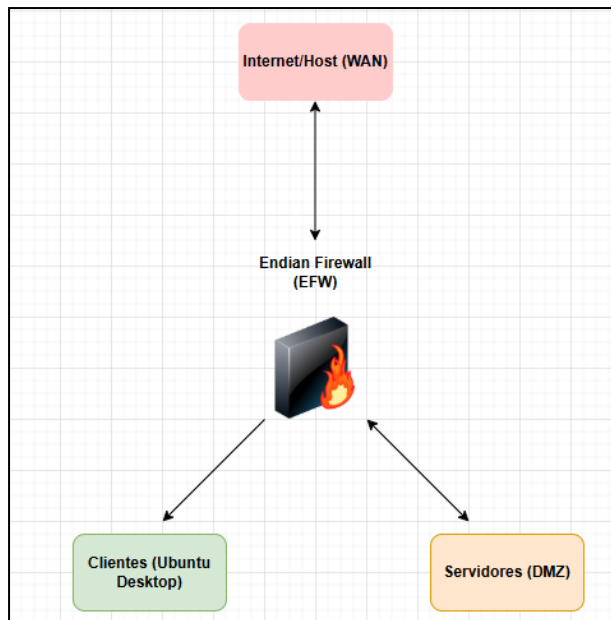 Internet/Host (WAN)
Endian Firewall
(EFW)
Clientes (Ubuntu
Desktop)
Servidores (DMZ)